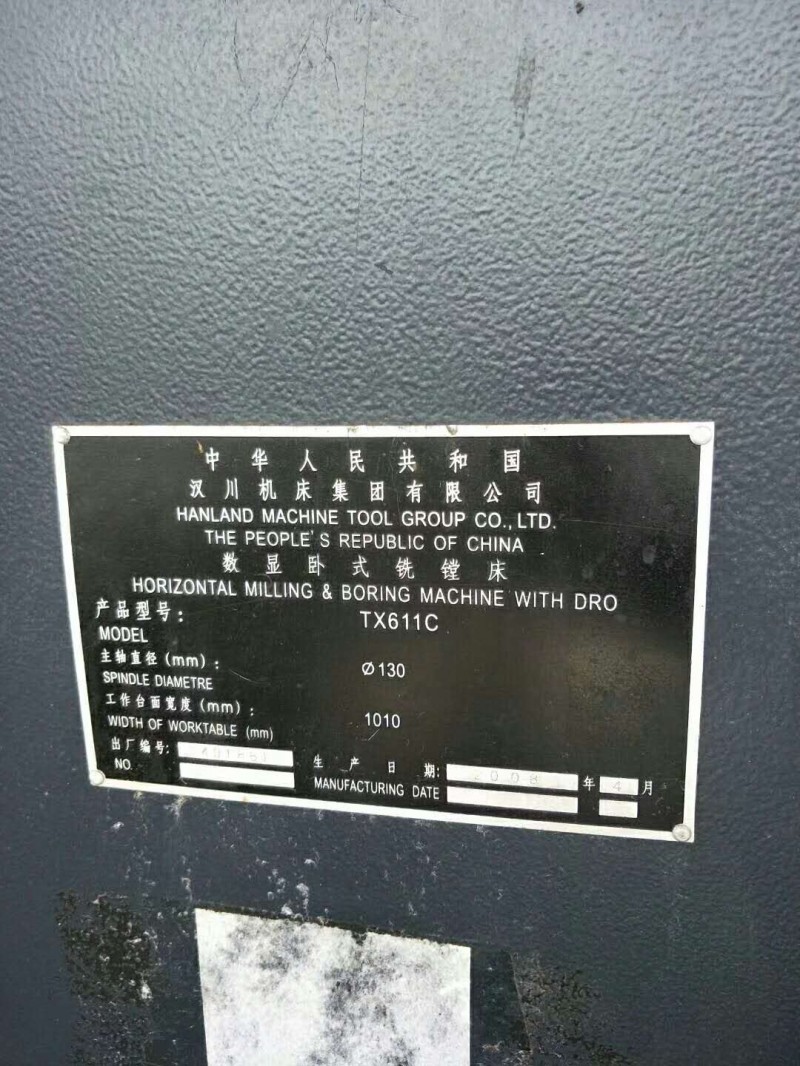 中华人民共和国
汉川机床集团有限公司
HANLAND MACHINE TOOL GROUP CO.,LTD.
THE PEOPLE'S REPUBLIC OF CHINA
数显卧式铣镗床
HORIZONTAL MILLING & BORING MACHINE WITH DRO
产品型号: TX611C
MODEL
主轴直径(mm): Ø130
SPINDLE DIAMETRE
工作台面宽度(mm): 1010
WIDTH OF WORKTABLE (mm)
出厂编号: 生产日期: 2008 年 4 月
NO. MANUFACTURING DATE